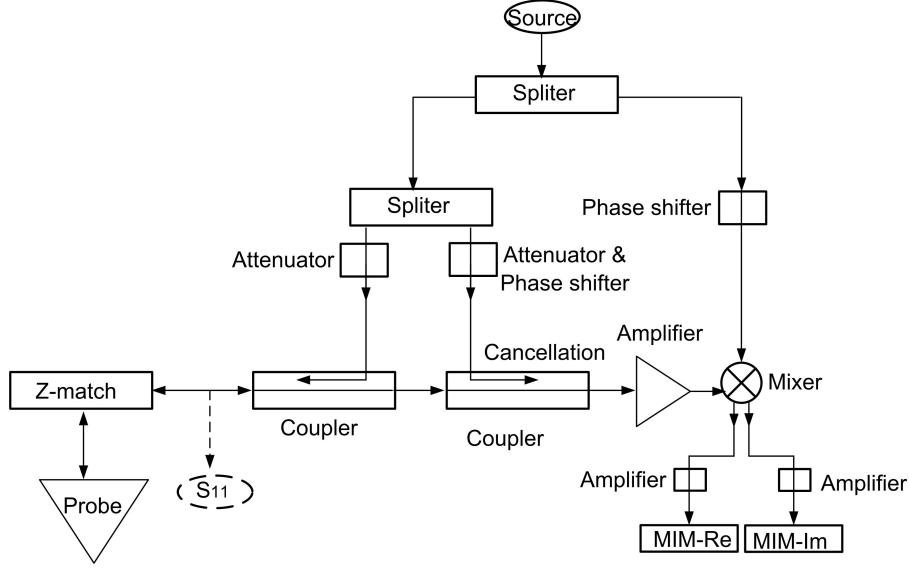 Source
Spliter
Spliter
Phase shifter
Attenuator
Attenuator &
Phase shifter
Amplifier
Cancellation
Z-match
Mixer
Coupler
Coupler
Probe
S11
Amplifier
Amplifier
MIM-Re
MIM-Im